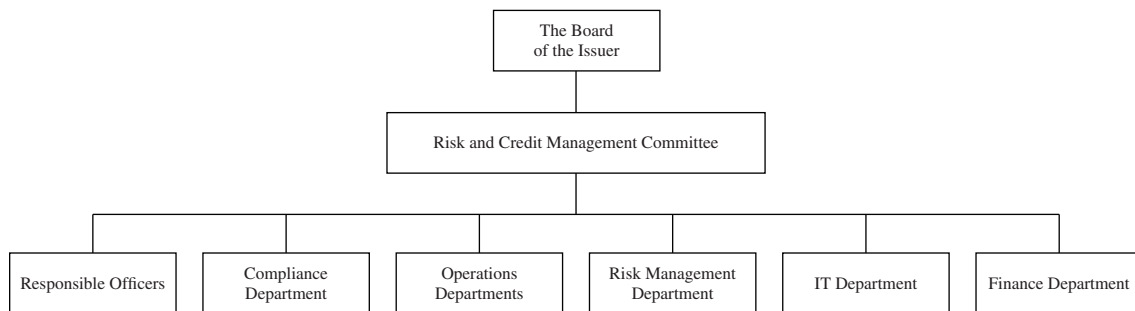 The Board
of the Issuer
Risk and Credit Management Committee
Responsible Officers
Compliance
Department
Operations
Departments
Risk Management
Department
IT Department
Finance Department